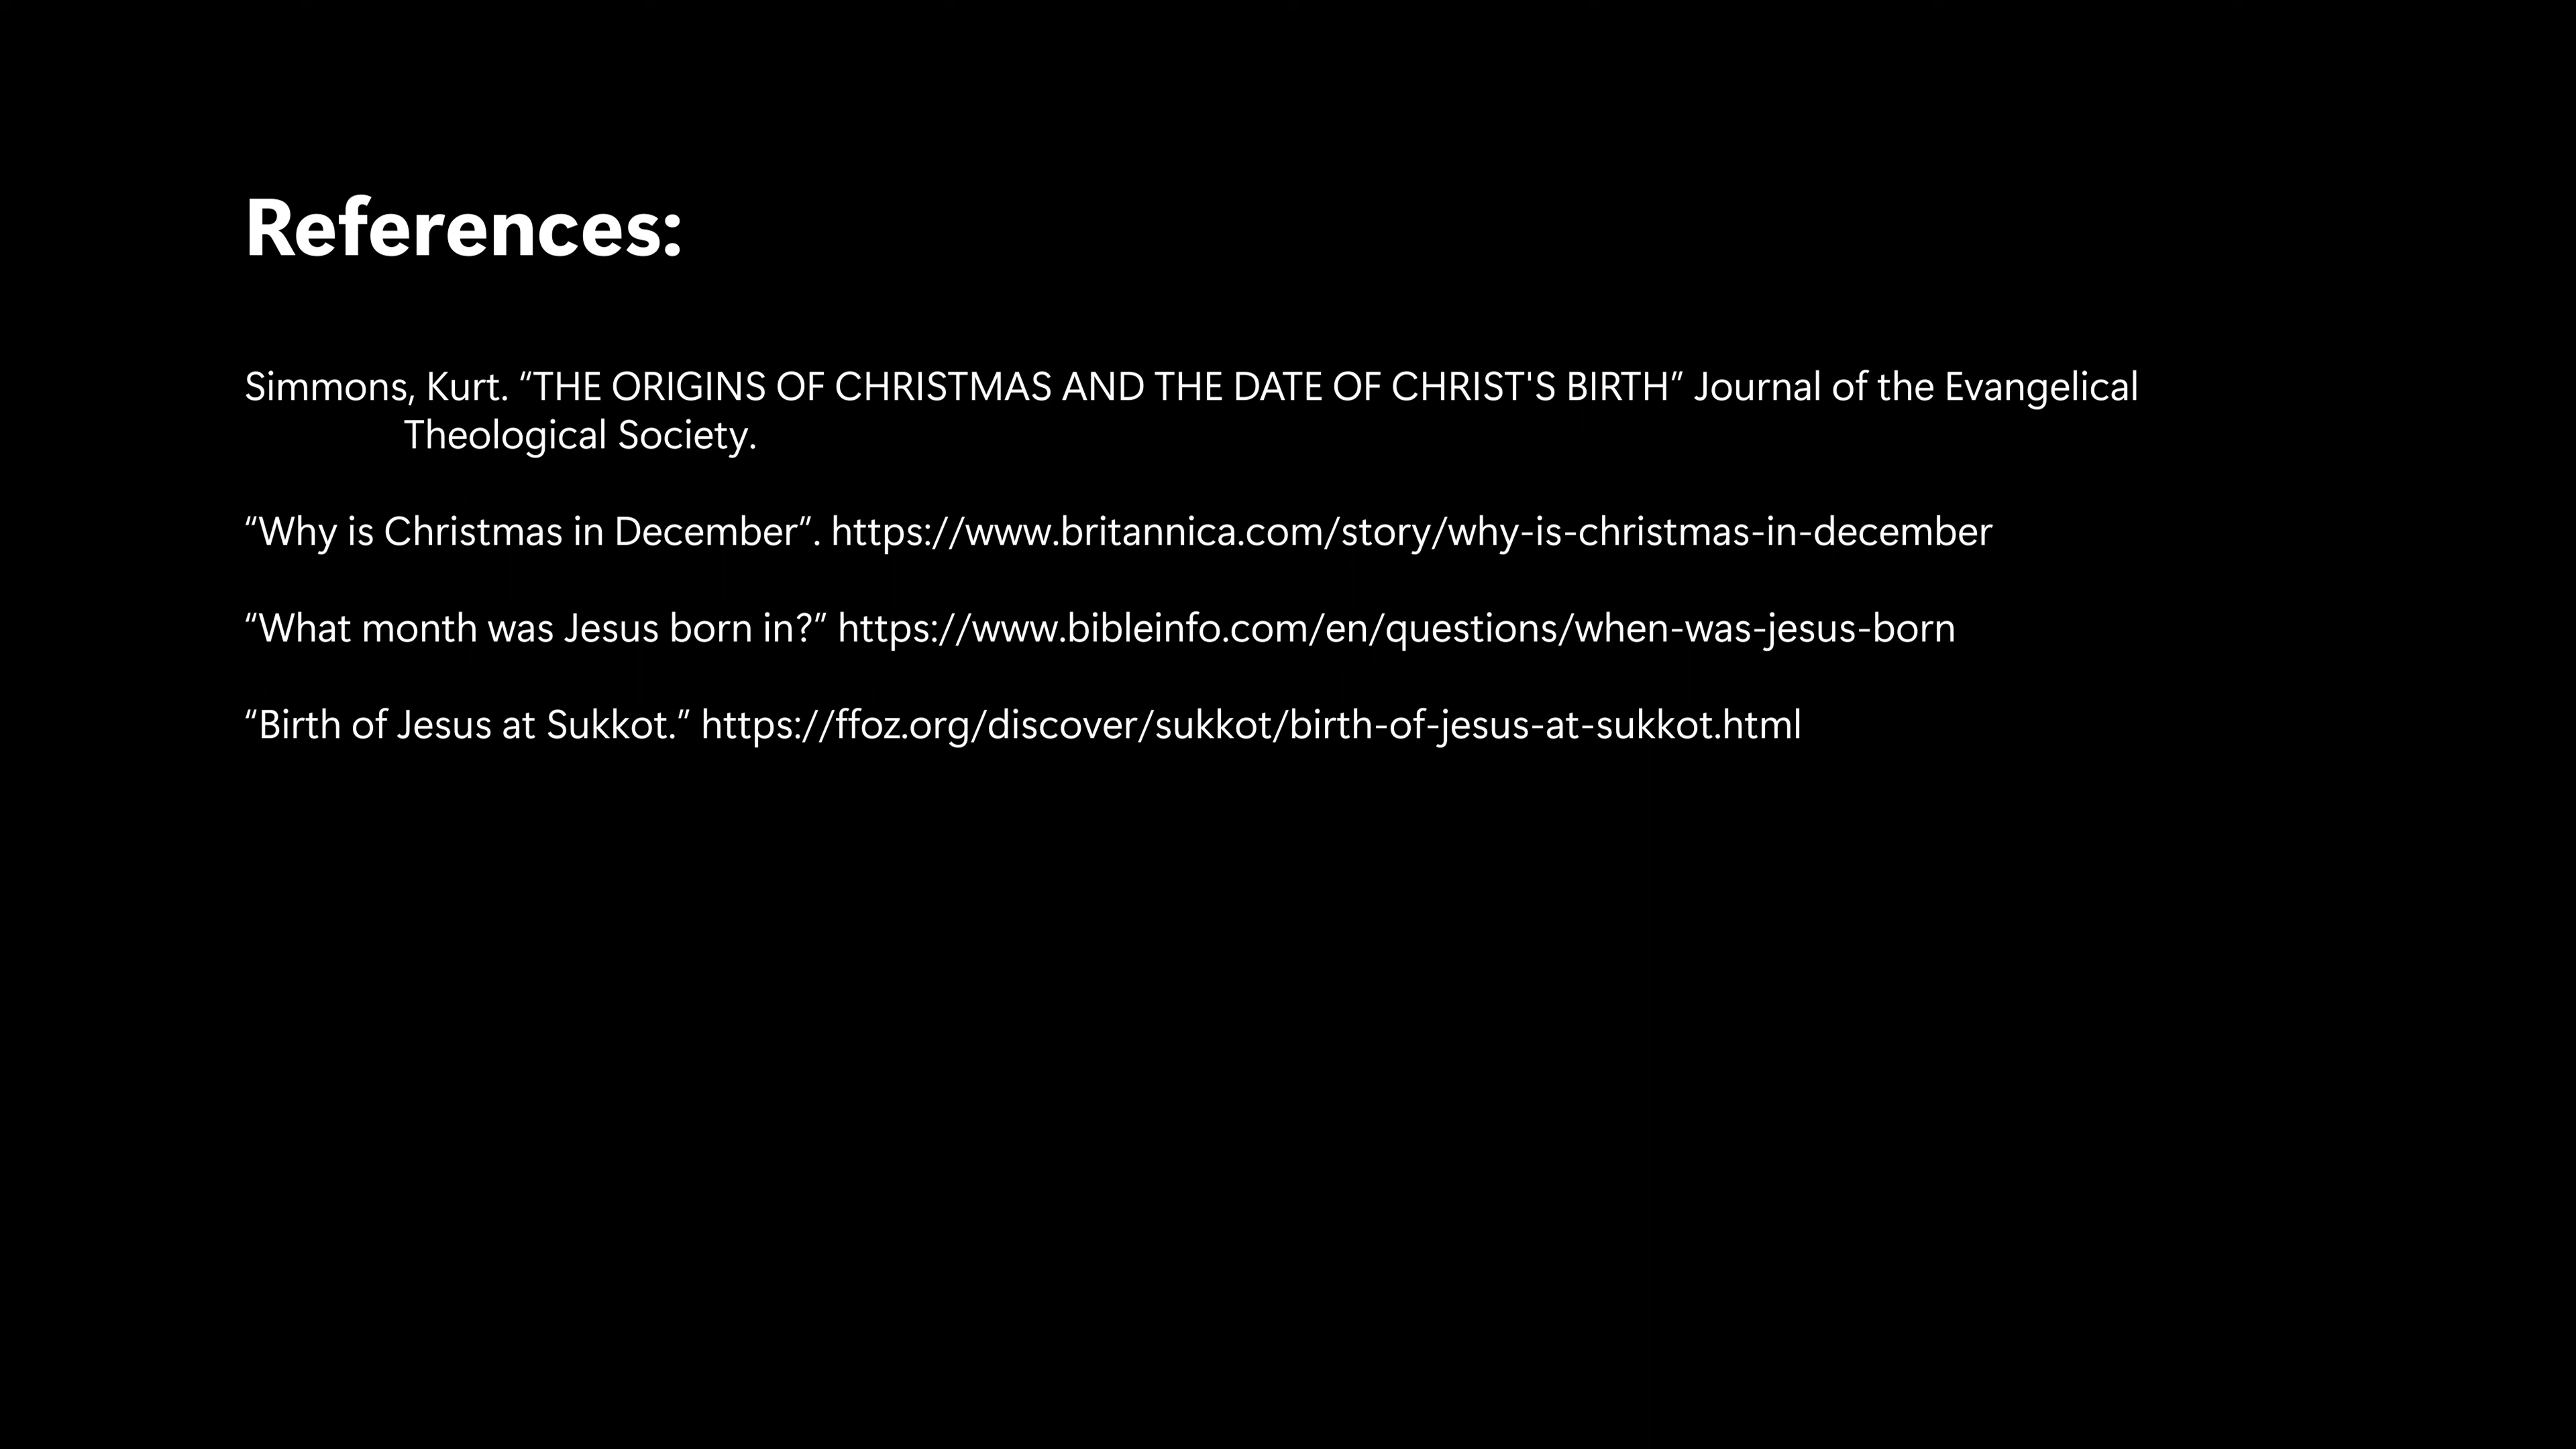 References:
Simmons, Kurt. “THE ORIGINS OF CHRISTMAS AND THE DATE OF CHRIST'S BIRTH” Journal of the Evangelical
Theological Society.
“Why is Christmas in December”. https://www.britannica.com/story/why-is-christmas-in-december
“What month was Jesus born in?” https://www.bibleinfo.com/en/questions/when-was-jesus-born
“Birth of Jesus at Sukkot.” https://ffoz.org/discover/sukkot/birth-of-jesus-at-sukkot.html